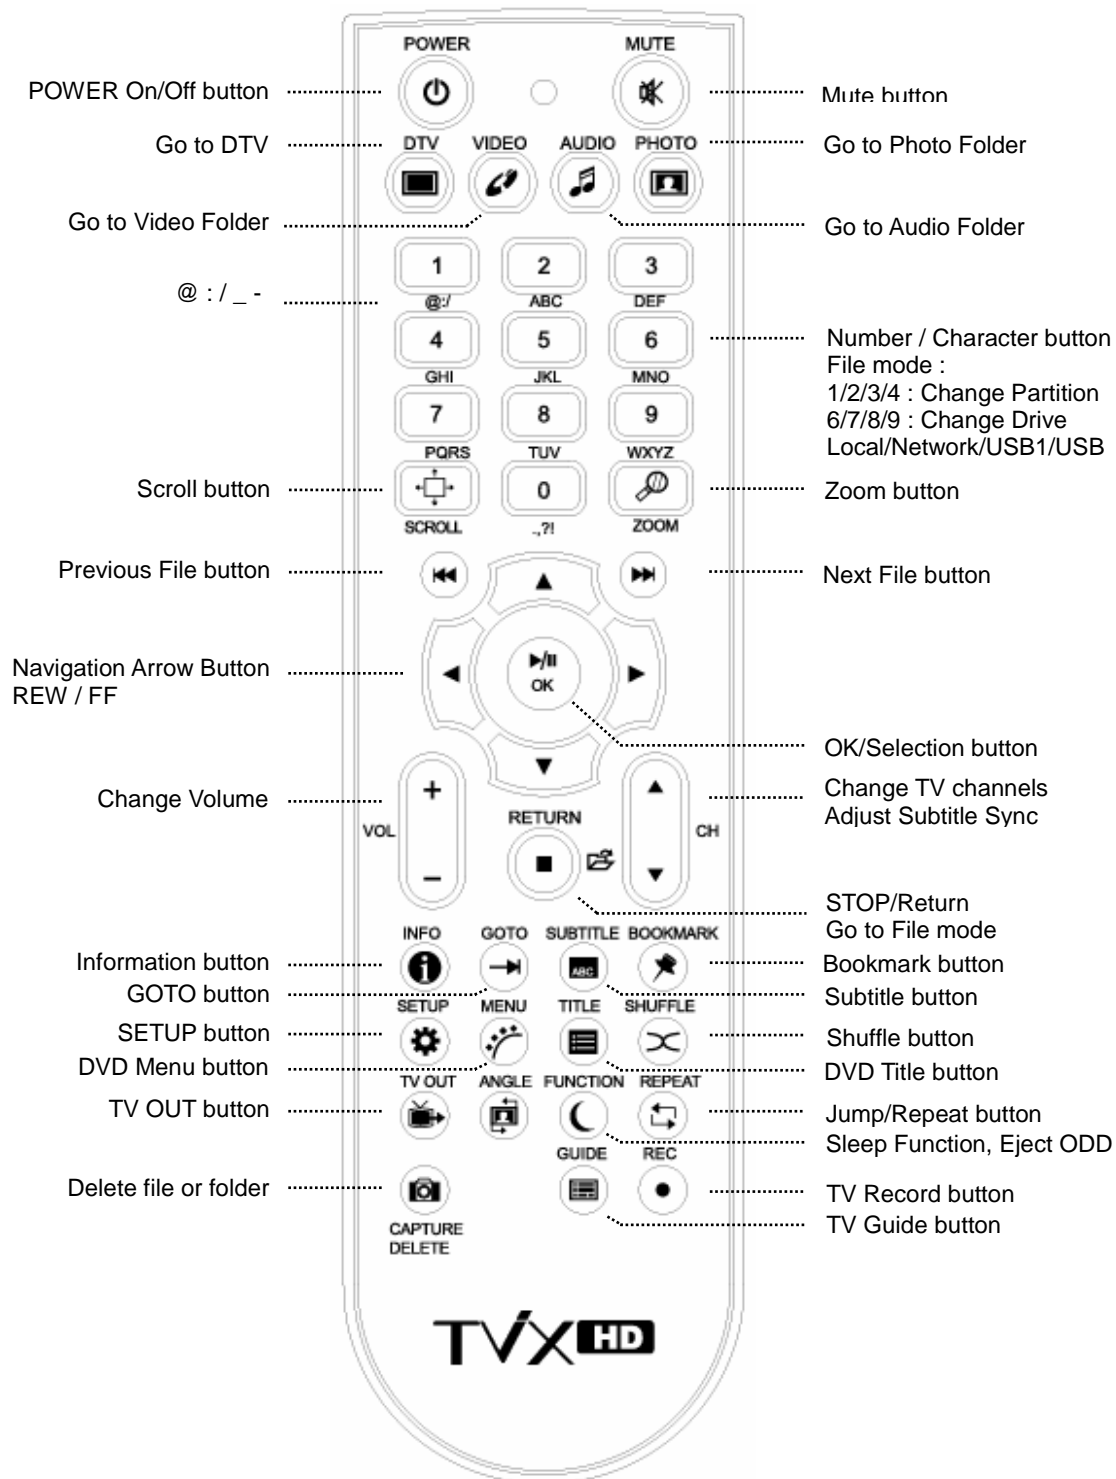 POWER
MUTE
POWER On/Off button
Mute button
Go to DTV
DTV
VIDEO
AUDIO
PHOTO
Go to Photo Folder
Go to Video Folder
Go to Audio Folder
1
2
3
@ : / _ -
@:/
ABC
DEF
4
5
6
Number / Character button
File mode :
1/2/3/4 : Change Partition
6/7/8/9 : Change Drive
Local/Network/USB1/USB
GHI
JKL
MNO
7
8
9
PQRS
TUV
WXYZ
Scroll button
0
Zoom button
SCROLL
.,?!
ZOOM
Previous File button
Next File button
Navigation Arrow Button
REW / FF
OK
OK/Selection button
Change Volume
VOL
+
−
RETURN
CH
Change TV channels
Adjust Subtitle Sync
STOP/Return
Go to File mode
INFO
GOTO
SUBTITLE
BOOKMARK
Information button
ABC
Bookmark button
GOTO button
Subtitle button
SETUP
MENU
TITLE
SHUFFLE
SETUP button
Shuffle button
DVD Menu button
DVD Title button
TV OUT
ANGLE
FUNCTION
REPEAT
TV OUT button
Jump/Repeat button
Sleep Function, Eject ODD
GUIDE
REC
Delete file or folder
TV Record button
TV Guide button
CAPTURE
DELETE
TViX HD